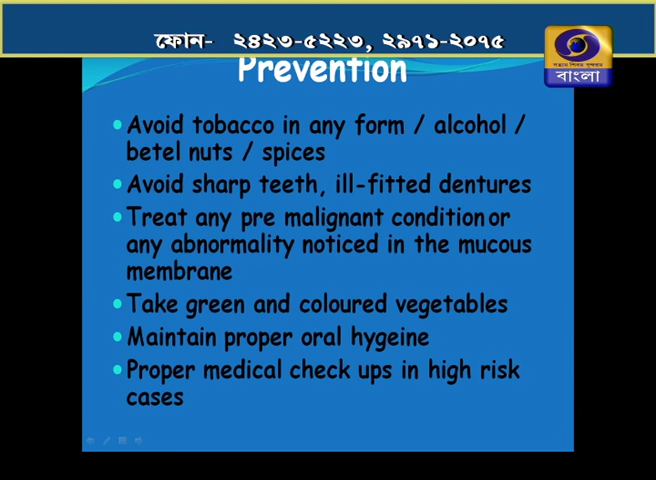 ফোন- ২৪২৩-৫২২৩, ২৯৭১-২০৭৫
বাংলা
Prevention
Avoid tobacco in any form / alcohol /
betel nuts / spices
Avoid sharp teeth, ill-fitted dentures
Treat any pre malignant condition or
any abnormality noticed in the mucous
membrane
Take green and coloured vegetables
Maintain proper oral hygeine
Proper medical check ups in high risk
cases